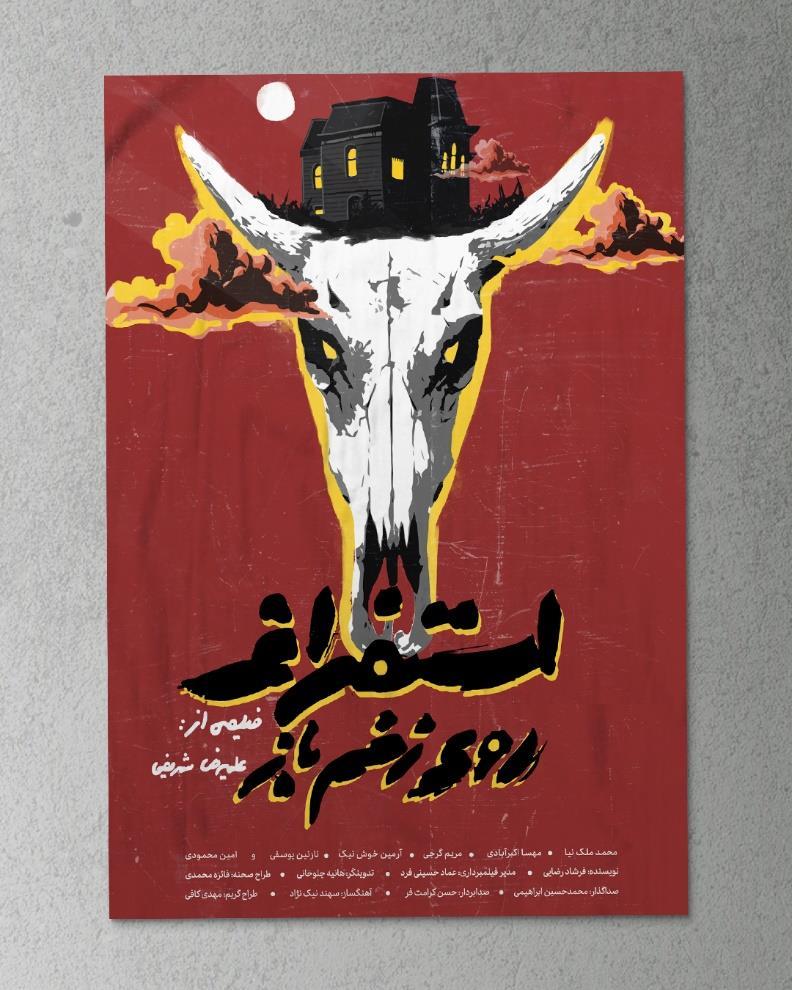 استفراغ
روی زخم باز
فیلمی از:
علیرضا شریفی
محمد ملک نیا • مهسا اکبرآبادی • مریم گرجی • آرمین خوش نیک • نازنین یوسفی و امین محمودی
نویسنده: فرشاد رضایی • مدیر فیلمبرداری: عماد حسینی فرد • تدوینگر: هانیه چلوخانی • طراح صحنه: فائزه محمدی
صداگذار: محمدحسین ابراهیمی • صدابردار: حسن کرامت فر • آهنگساز: سهند نیک نژاد • طراح گریم: مهدی کافی